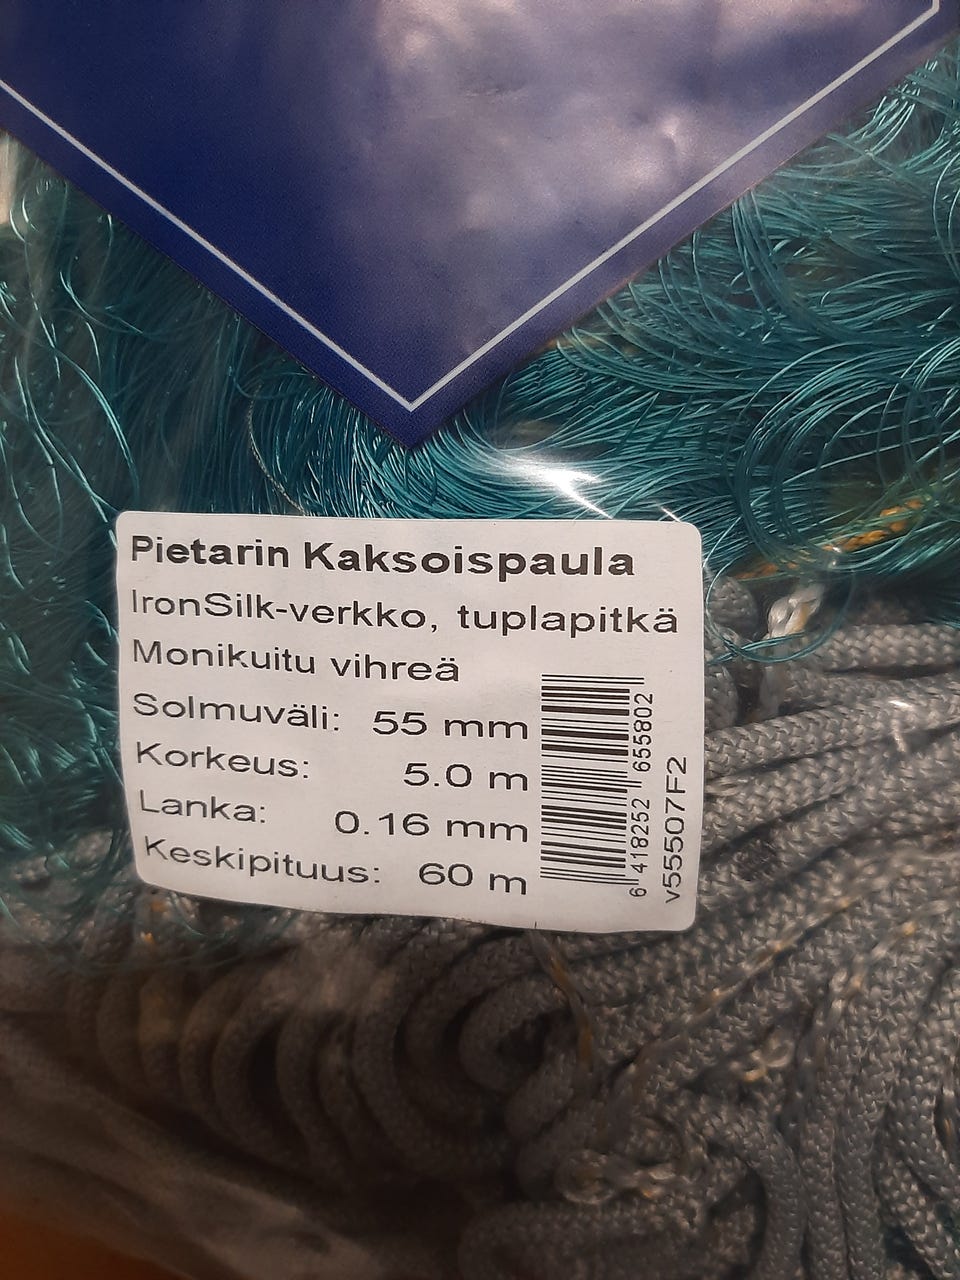 Pietarin Kaksoispaula
IronSilk-verkko, tuplapitkä
Monikuitu vihreä
Solmuväli: 55 mm
Korkeus: 5.0 m
Lanka: 0.16 mm
Keskipituus: 60 m
6 418252 655802
v55507F2